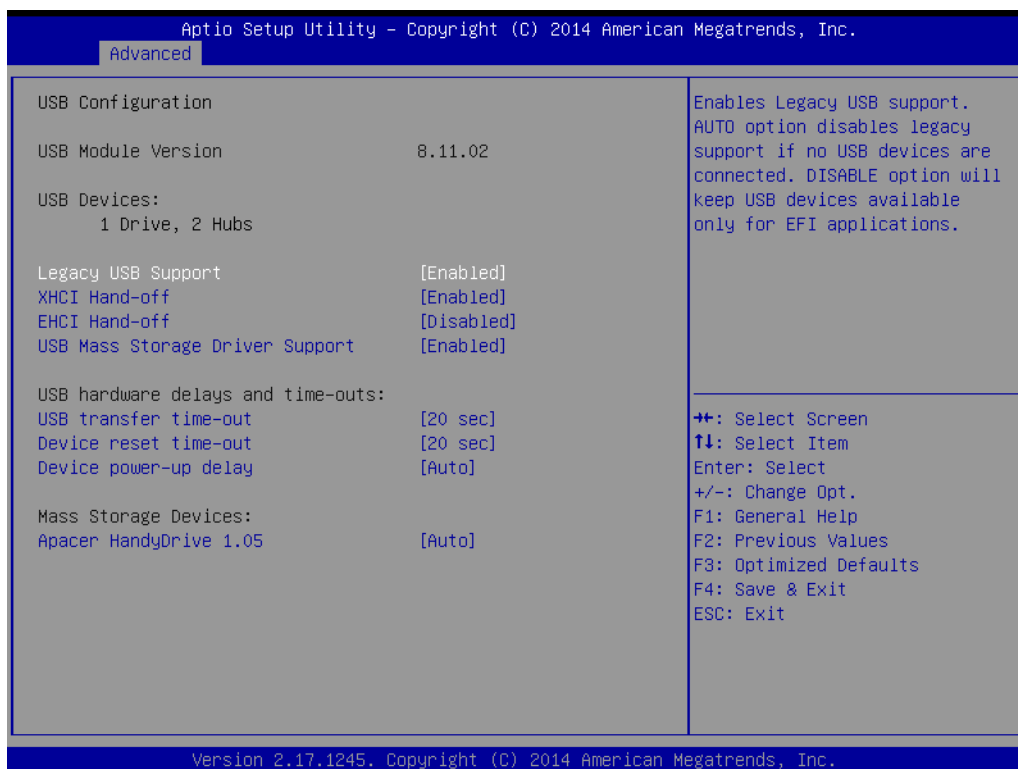 Aptio Setup Utility – Copyright (C) 2014 American Megatrends, Inc.
Advanced
USB Configuration
USB Module Version 8.11.02
USB Devices:
1 Drive, 2 Hubs
Legacy USB Support [Enabled]
XHCI Hand-off [Enabled]
EHCI Hand-off [Disabled]
USB Mass Storage Driver Support [Enabled]
USB hardware delays and time-outs:
USB transfer time-out [20 sec]
Device reset time-out [20 sec]
Device power-up delay [Auto]
Mass Storage Devices:
Apacer HandyDrive 1.05 [Auto]
Enables Legacy USB support.
AUTO option disables legacy
support if no USB devices are
connected. DISABLE option will
keep USB devices available
only for EFI applications.
→←: Select Screen
↑↓: Select Item
Enter: Select
+/-: Change Opt.
F1: General Help
F2: Previous Values
F3: Optimized Defaults
F4: Save & Exit
ESC: Exit
Version 2.17.1245. Copyright (C) 2014 American Megatrends, Inc.